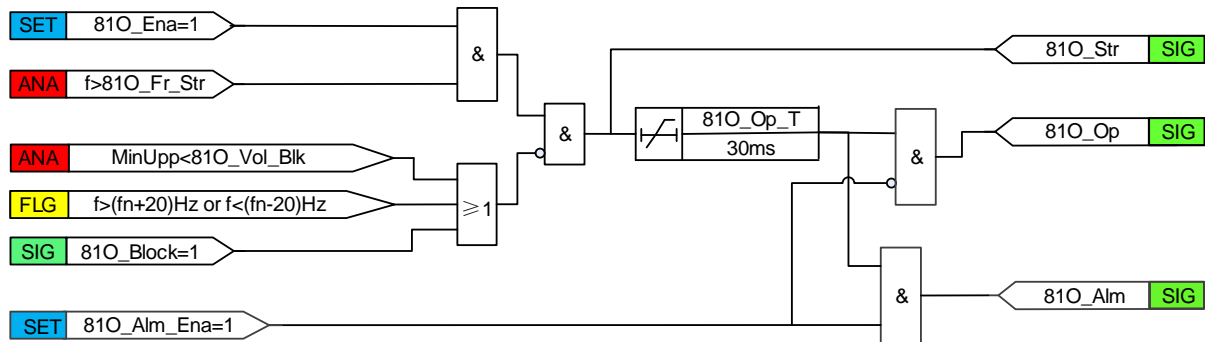 SET 81O_Ena=1
&
81O_Str SIG
ANA f>81O_Fr_Str
81O_Op_T
30ms
&
&
81O_Op SIG
ANA MinUpp<81O_Vol_Blk
FLG f>(fn+20)Hz or f<(fn-20)Hz
≥1
SIG 81O_Block=1
&
81O_Alm SIG
SET 81O_Alm_Ena=1